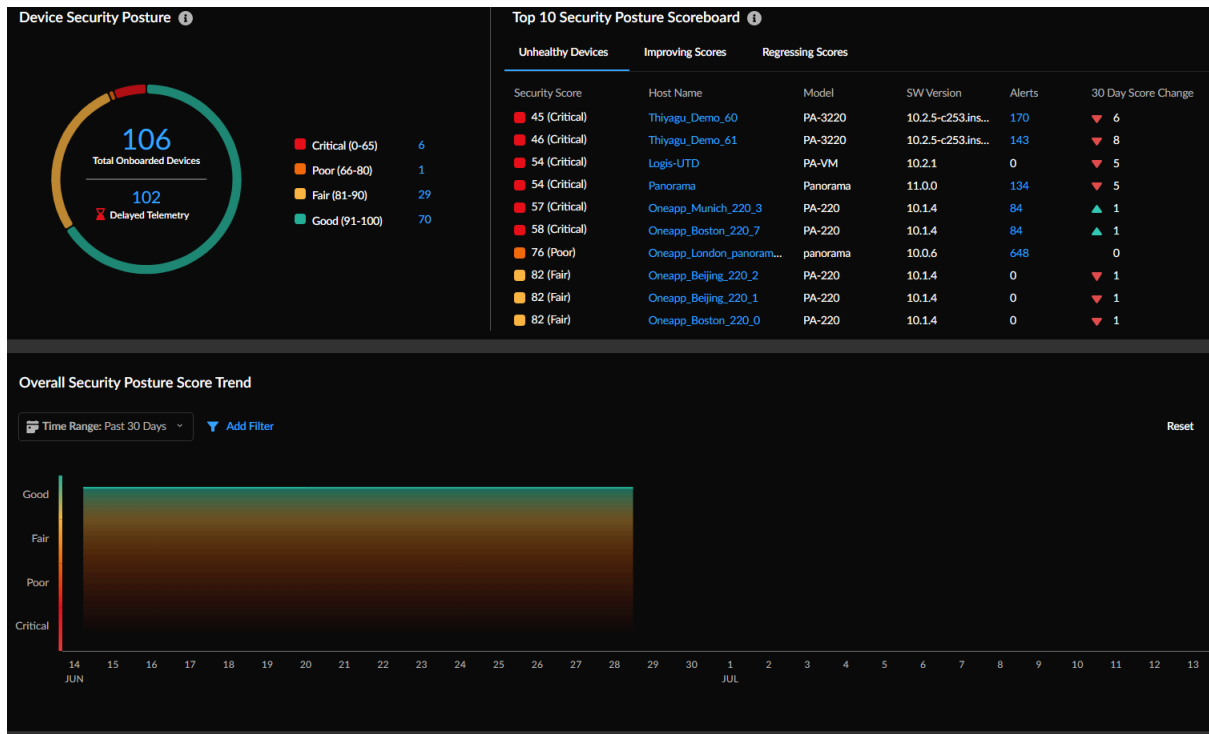 Device Security Posture
106
Total Onboarded Devices
102
Delayed Telemetry
Critical (0-65) 6
Poor (66-80) 1
Fair (81-90) 29
Good (91-100) 70
Top 10 Security Posture Scoreboard
Unhealthy Devices Improving Scores Regressing Scores
Security Score Host Name Model SW Version Alerts 30 Day Score Change
45 (Critical) Thiyagu_Demo_60 PA-3220 10.2.5-c253.ins... 170 6
46 (Critical) Thiyagu_Demo_61 PA-3220 10.2.5-c253.ins... 143 8
54 (Critical) Logis-UTD PA-VM 10.2.1 0 5
54 (Critical) Panorama Panorama 11.0.0 134 5
57 (Critical) Oneapp_Munich_220_3 PA-220 10.1.4 84 1
58 (Critical) Oneapp_Boston_220_7 PA-220 10.1.4 84 1
76 (Poor) Oneapp_London_panoram... panorama 10.0.6 648 0
82 (Fair) Oneapp_Beijing_220_2 PA-220 10.1.4 0 1
82 (Fair) Oneapp_Beijing_220_1 PA-220 10.1.4 0 1
82 (Fair) Oneapp_Boston_220_0 PA-220 10.1.4 0 1
Overall Security Posture Score Trend
Time Range: Past 30 Days Add Filter Reset
Good
Fair
Poor
Critical
14 15 16 17 18 19 20 21 22 23 24 25 26 27 28 29 30 1 2 3 4 5 6 7 8 9 10 11 12 13
JUN JUL